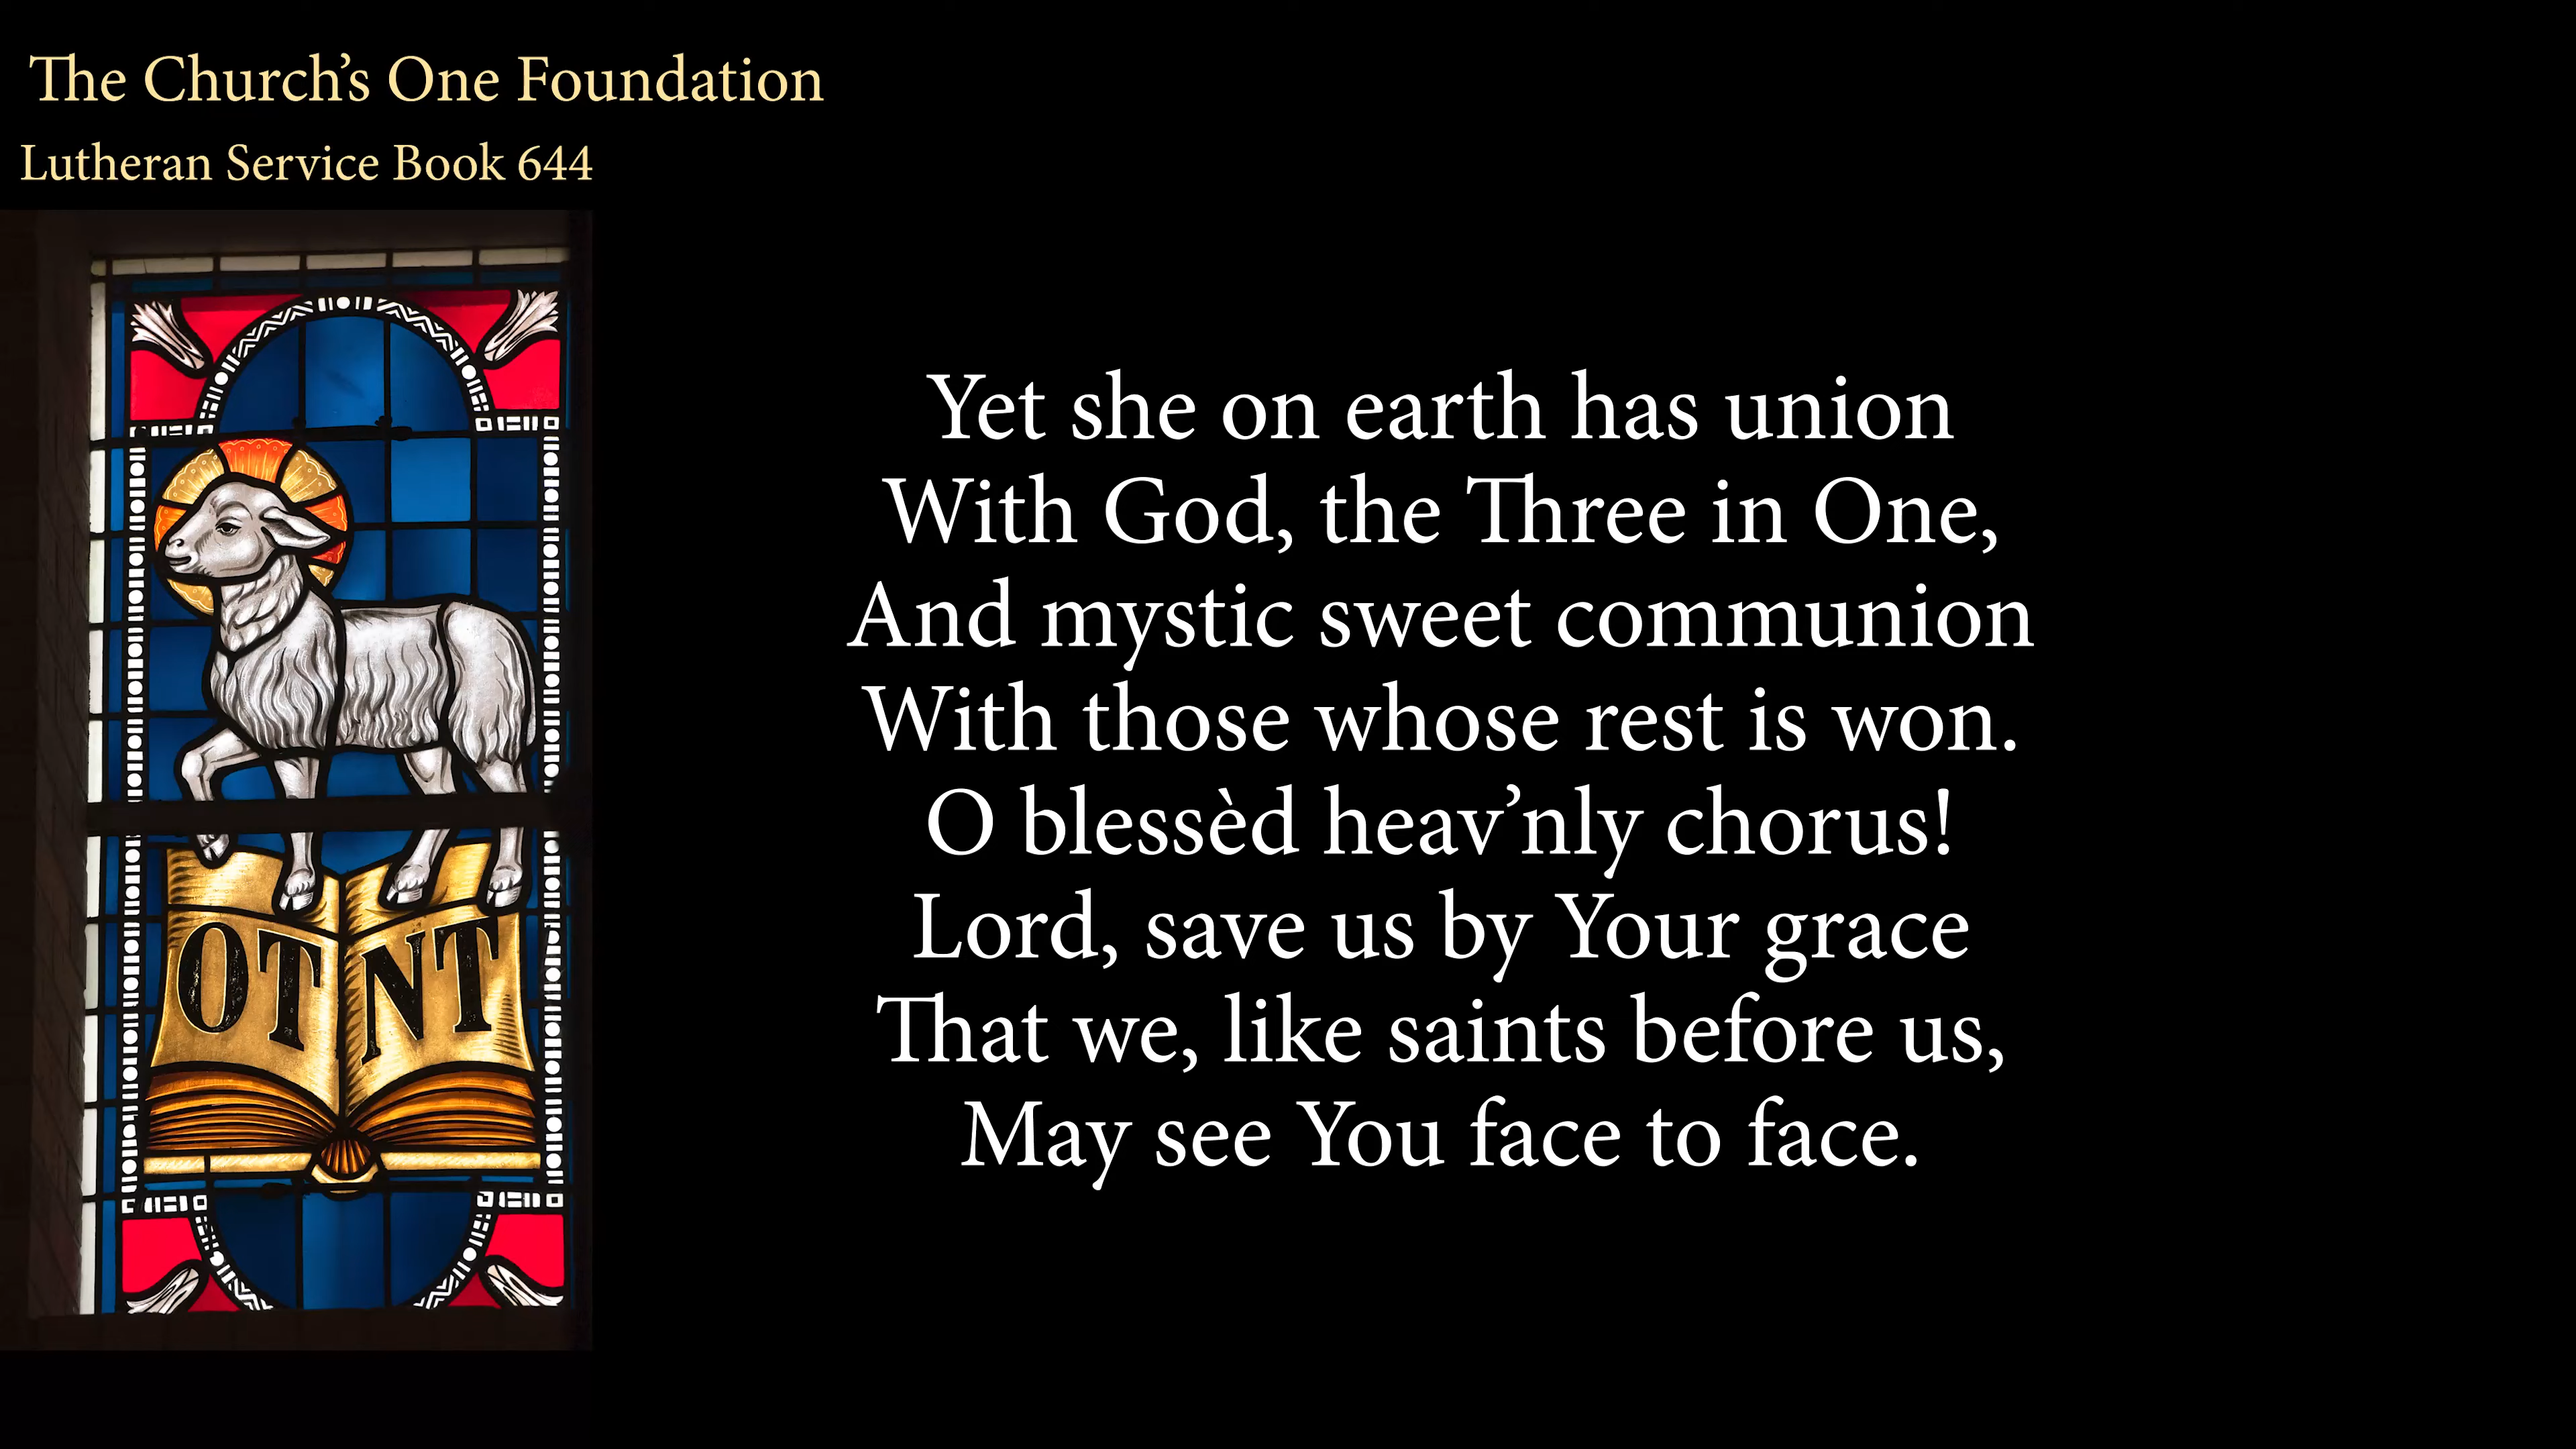 The Church’s One Foundation
Lutheran Service Book 644
Yet she on earth has union
With God, the Three in One,
And mystic sweet communion
With those whose rest is won.
O blessèd heav’nly chorus!
Lord, save us by Your grace
That we, like saints before us,
May see You face to face.
OT NT